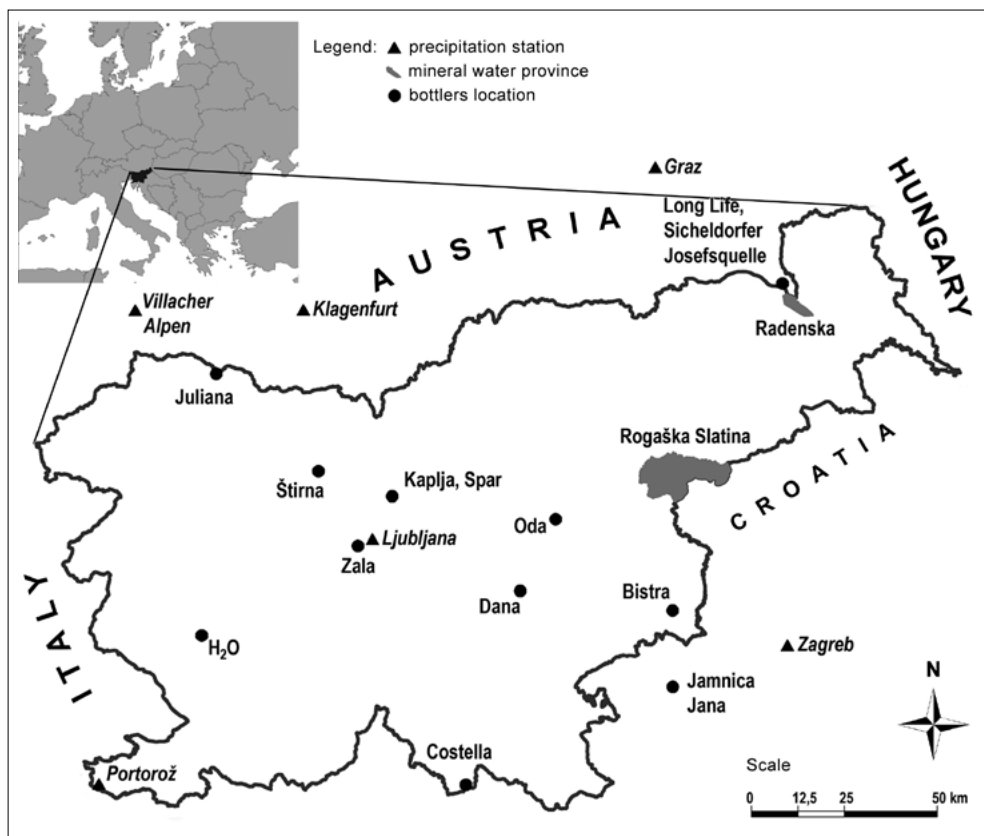 Legend: precipitation station
mineral water province
bottlers location
Graz
HUNGARY
Long Life,
Sicheldorfer
Josefsquelle
AUSTRIA
Villacher
Alpen
Klagenfurt
Radenska
Juliana
Rogaška Slatina
CROATIA
Štirna
Kaplja, Spar
Oda
Ljubljana
Zala
Dana
Bistra
ITALY
H₂O
Zagreb
Jamnica
Jana
N
Costella
Portorož
Scale
0 12,5 25 50 km